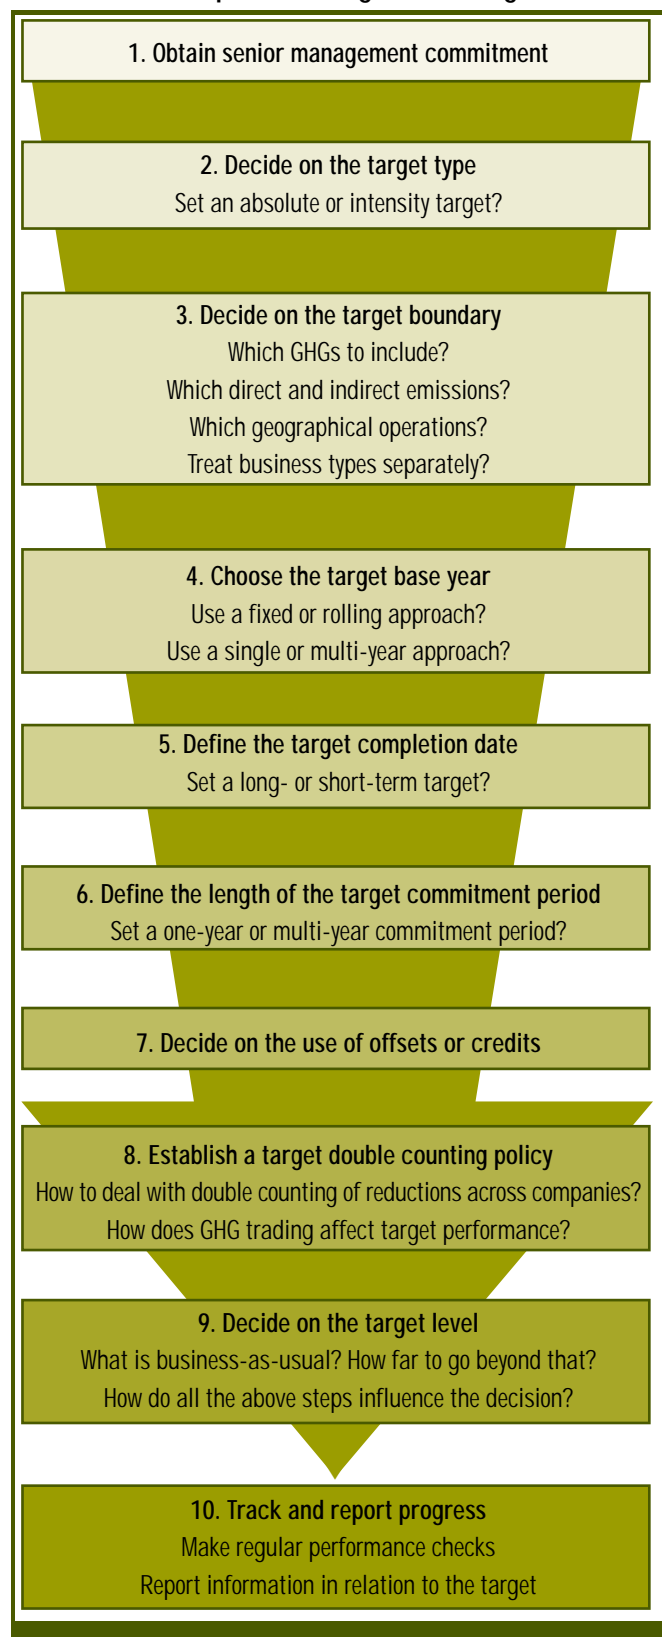 1. Obtain senior management commitment
2. Decide on the target type
Set an absolute or intensity target?
3. Decide on the target boundary
Which GHGs to include?
Which direct and indirect emissions?
Which geographical operations?
Treat business types separately?
4. Choose the target base year
Use a fixed or rolling approach?
Use a single or multi-year approach?
5. Define the target completion date
Set a long- or short-term target?
6. Define the length of the target commitment period
Set a one-year or multi-year commitment period?
7. Decide on the use of offsets or credits
8. Establish a target double counting policy
How to deal with double counting of reductions across companies?
How does GHG trading affect target performance?
9. Decide on the target level
What is business-as-usual? How far to go beyond that?
How do all the above steps influence the decision?
10. Track and report progress
Make regular performance checks
Report information in relation to the target